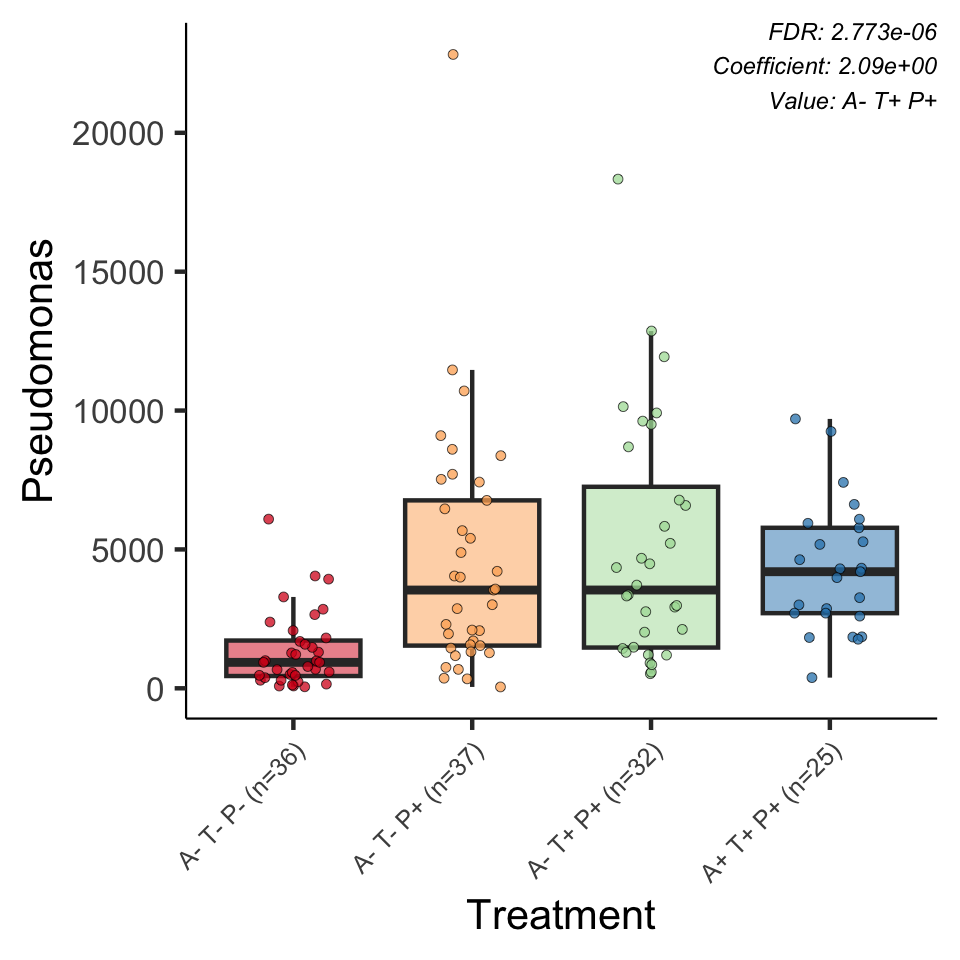 FDR: 2.773e-06
Coefficient: 2.09e+00
Value: A- T+ P+
Pseudomonas
20000
15000
10000
5000
0
A- T- P- (n=36)
A- T- P+ (n=37)
A- T+ P+ (n=32)
A+ T+ P+ (n=25)
Treatment